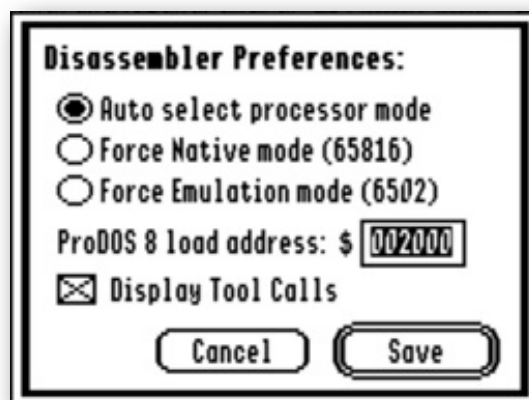 Disassembler Preferences:
Auto select processor mode
Force Native mode (65816)
Force Emulation mode (6502)
ProDOS 8 load address: $ 002000
Display Tool Calls
Cancel Save